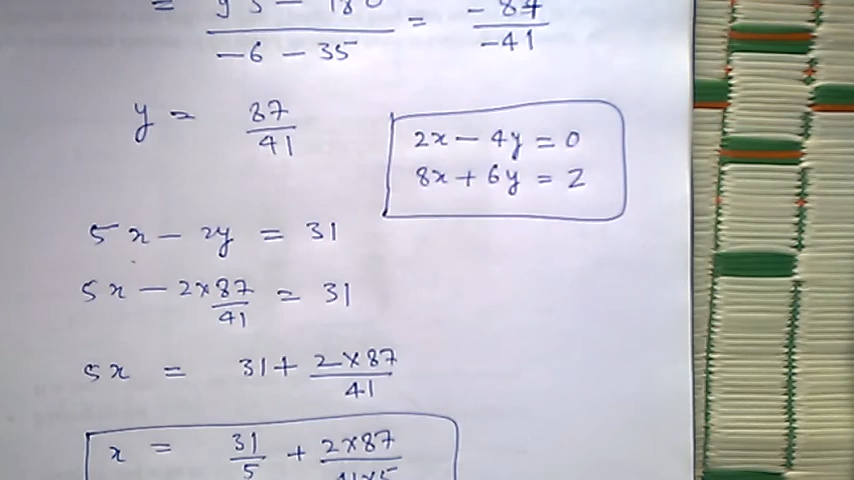 = 93 - 180 / -6 - 35 = -87 / -41
y = 87/41
2x - 4y = 0
8x + 6y = 2
5x - 2y = 31
5x - 2×87/41 = 31
5x = 31 + 2×87/41
x = 31/5 + 2×87/41×5